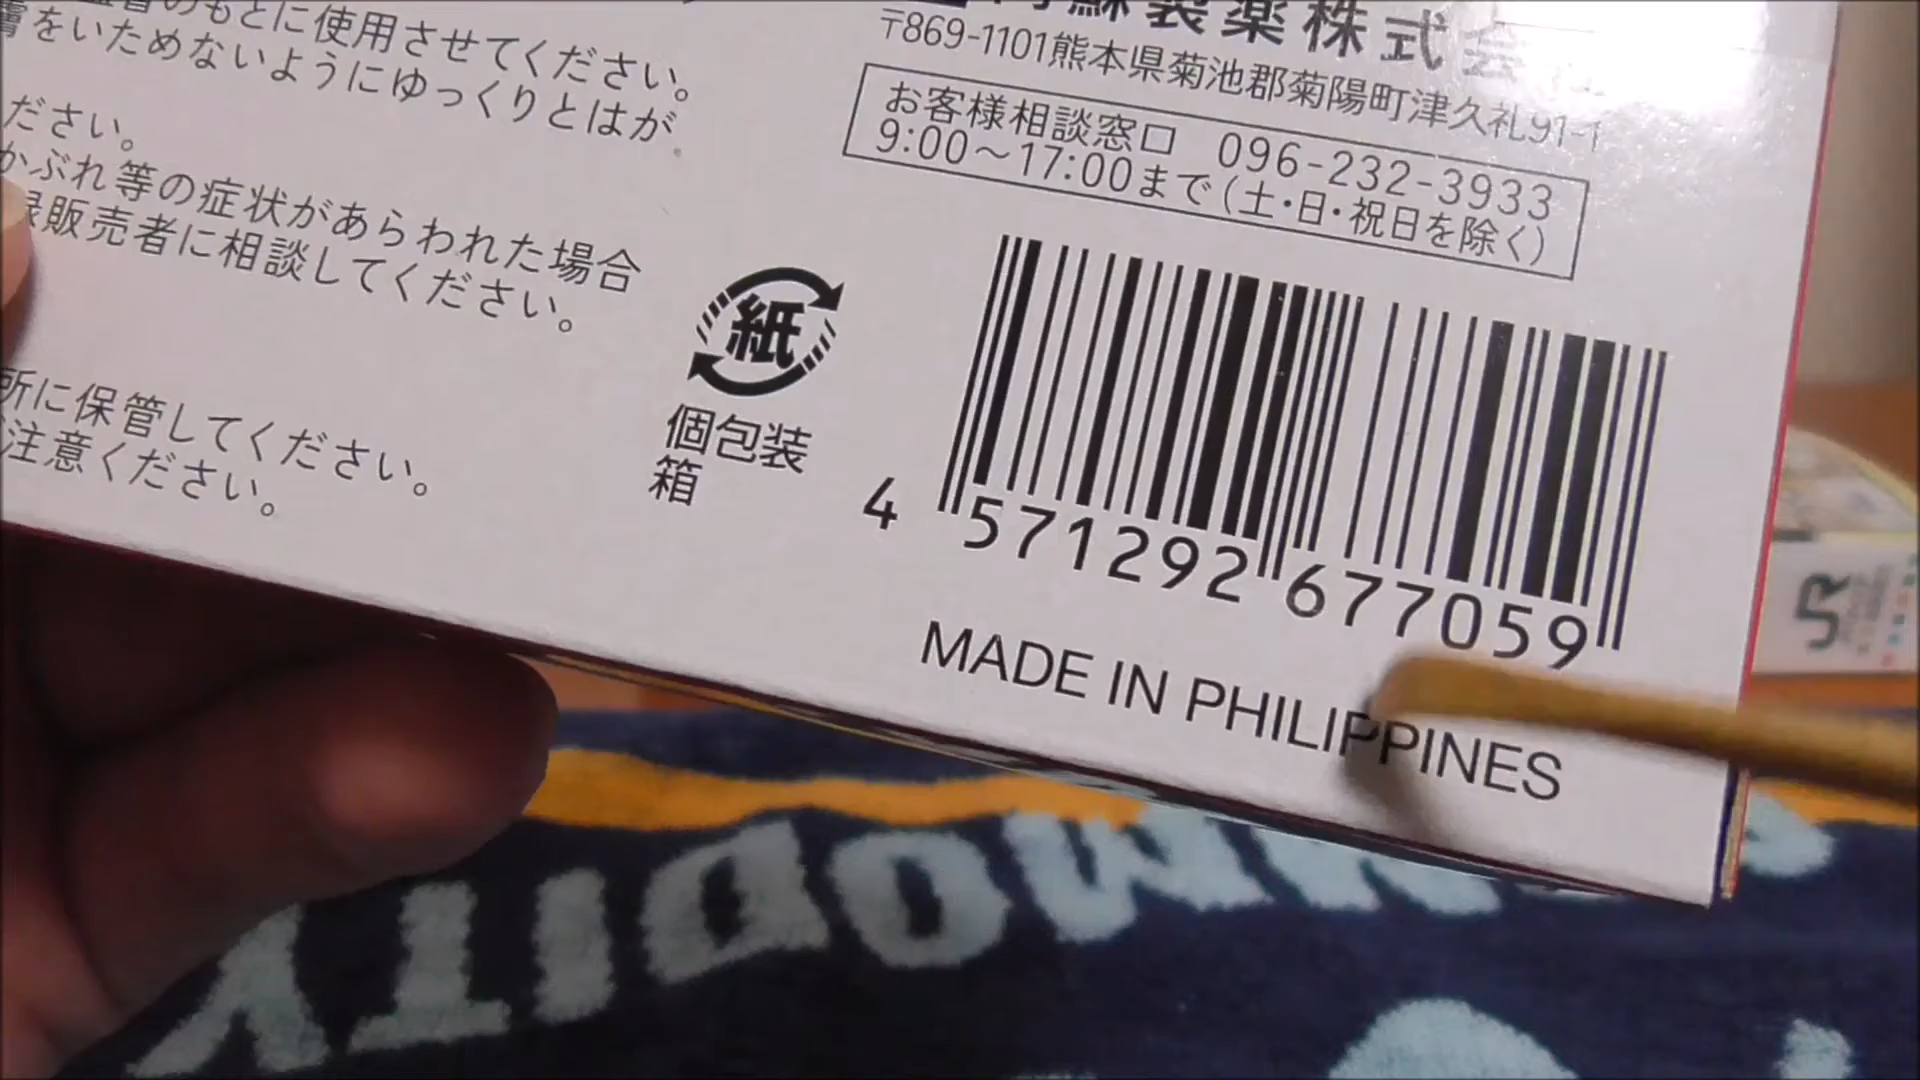 のもとに使用させてください。
膚をいためないようにゆっくりとはが
ださい。
かぶれ等の症状があらわれた場合
録販売者に相談してください。
所に保管してください。
注意ください。
阿蘇製薬株式会社
〒869-1101熊本県菊池郡菊陽町津久礼91-1
お客様相談窓口 096-232-3933
9:00〜17:00まで(土・日・祝日を除く)
紙
個包装
箱
4 571292 677059
MADE IN PHILIPPINES
JR